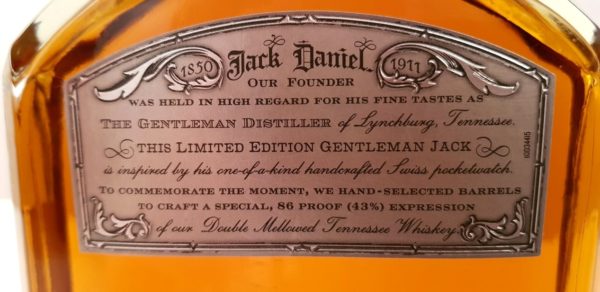 1850 Jack Daniel 1911
OUR FOUNDER
WAS HELD IN HIGH REGARD FOR HIS FINE TASTES AS
THE GENTLEMAN DISTILLER of Lynchburg, Tennessee.
THIS LIMITED EDITION GENTLEMAN JACK
is inspired by his one-of-a-kind handcrafted Swiss pocketwatch.
TO COMMEMORATE THE MOMENT, WE HAND-SELECTED BARRELS
TO CRAFT A SPECIAL, 86 PROOF (43%) EXPRESSION
of our Double Mellowed Tennessee Whiskey.